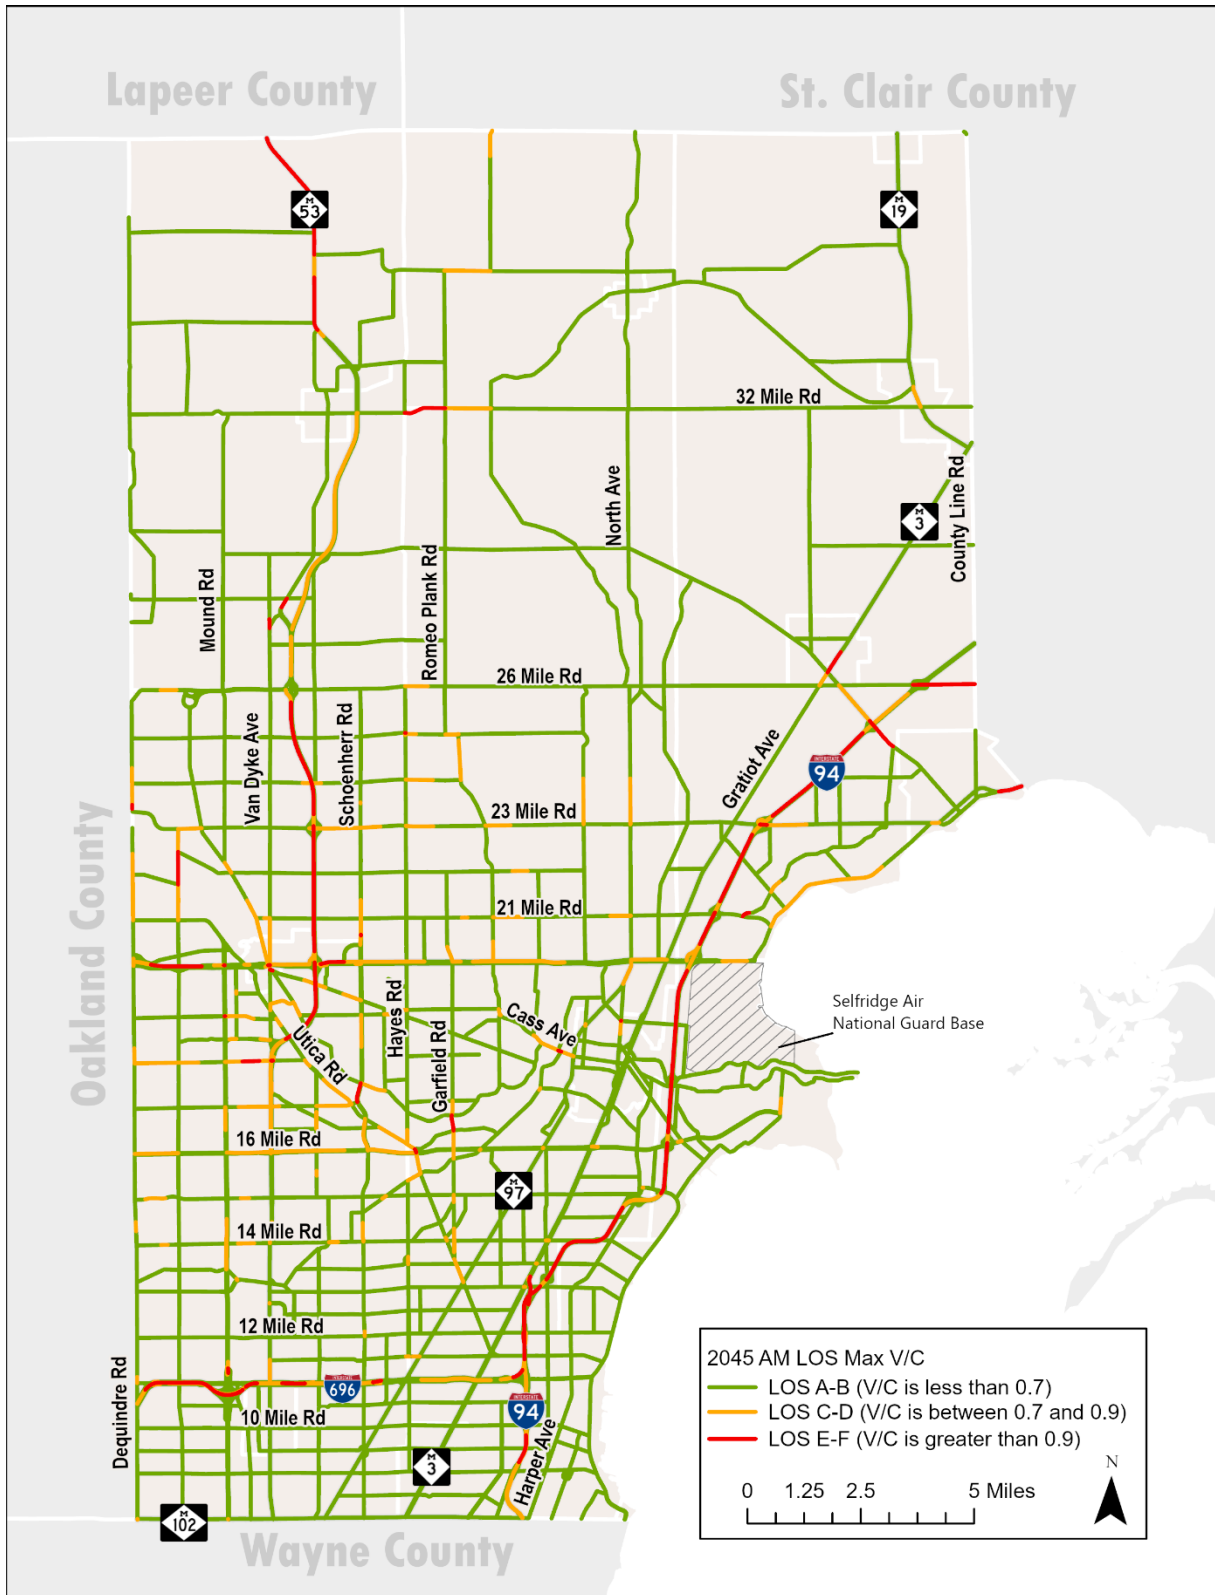 Lapeer County
St. Clair County
M
53
M
19
32 Mile Rd
North Ave
County Line Rd
M
3
Mound Rd
Romeo Plank Rd
26 Mile Rd
Van Dyke Ave
Schoenherr Rd
Gratiot Ave
INTERSTATE
94
23 Mile Rd
Oakland County
21 Mile Rd
Hayes Rd
Cass Ave
Selfridge Air
National Guard Base
Utica Rd
Garfield Rd
16 Mile Rd
M
97
14 Mile Rd
12 Mile Rd
Dequindre Rd
INTERSTATE
696
10 Mile Rd
INTERSTATE
94
Harper Ave
M
3
M
102
Wayne County
2045 AM LOS Max V/C
LOS A-B (V/C is less than 0.7)
LOS C-D (V/C is between 0.7 and 0.9)
LOS E-F (V/C is greater than 0.9)
N
0 1.25 2.5 5 Miles